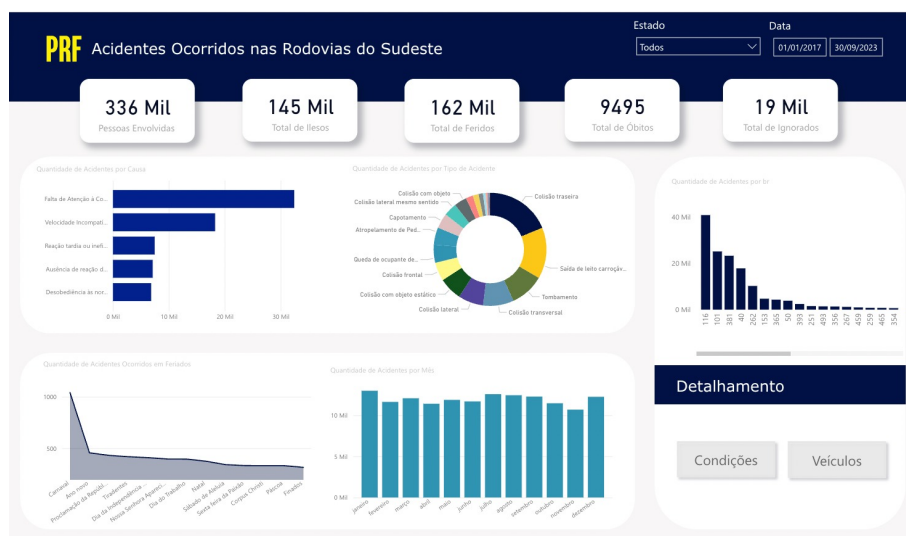 PRF Acidentes Ocorridos nas Rodovias do Sudeste
Estado
Todos
Data
01/01/2017 30/09/2023
336 Mil
Pessoas Envolvidas
145 Mil
Total de Ilesos
162 Mil
Total de Feridos
9495
Total de Óbitos
19 Mil
Total de Ignorados
Quantidade de Acidentes por Causa
Falta de Atenção à Co...
Velocidade Incompatí...
Reação tardia ou inefi...
Ausência de reação d...
Desobediência às nor...
0 Mil 10 Mil 20 Mil 30 Mil
Quantidade de Acidentes por Tipo de Acidente
Colisão com objeto
Colisão lateral mesmo sentido
Capotamento
Atropelamento de Ped...
Queda de ocupante de...
Colisão frontal
Colisão com objeto estático
Colisão lateral
Colisão traseira
Saída de leito carroçáv...
Tombamento
Colisão transversal
Quantidade de Acidentes por br
40 Mil
20 Mil
0 Mil
116 101 381 40 262 153 365 50 393 251 493 356 267 459 259 465 354
Quantidade de Acidentes Ocorridos em Feriados
1000
500
Carnaval
Ano novo
Proclamação da Repúbl...
Tiradentes
Dia da Independência...
Nossa Senhora Apareci...
Dia do Trabalho
Natal
Sábado de Aleluia
Sexta feira da Paixão
Corpus Christi
Páscoa
Finados
Quantidade de Acidentes por Mês
10 Mil
5 Mil
0 Mil
janeiro fevereiro março abril maio junho julho agosto setembro outubro novembro dezembro
Detalhamento
Condições
Veículos